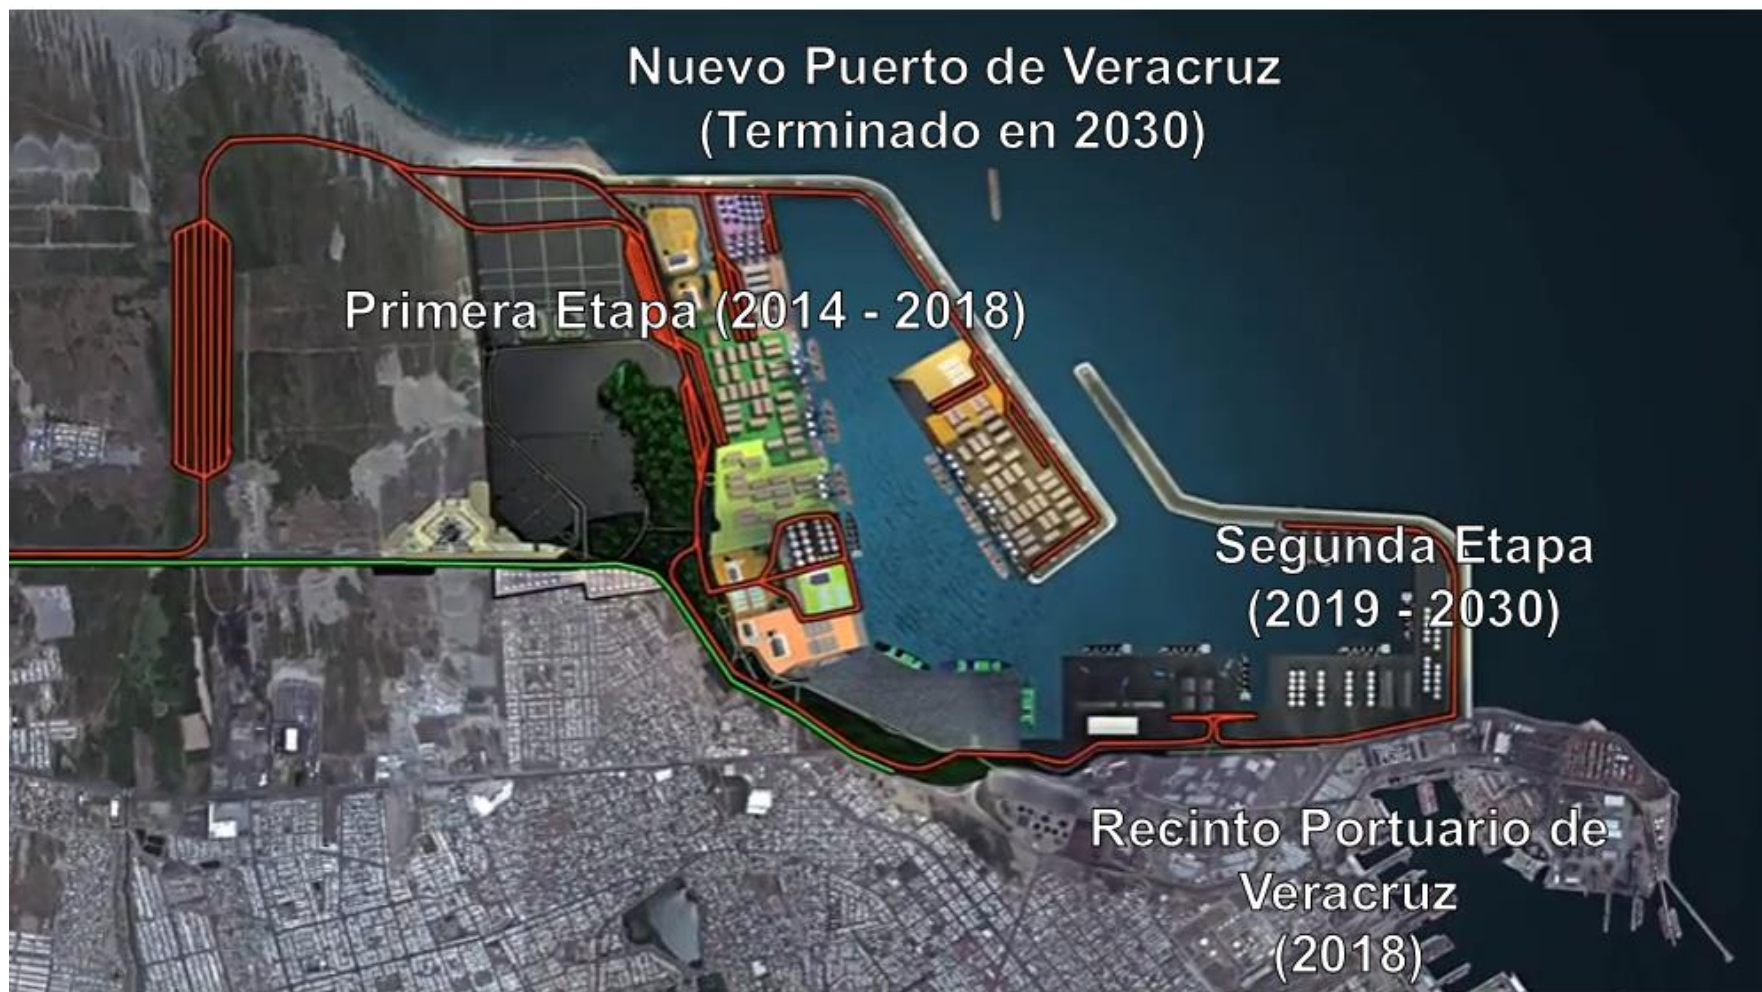 Nuevo Puerto de Veracruz
(Terminado en 2030)
Primera Etapa (2014 - 2018)
Segunda Etapa
(2019 - 2030)
Recinto Portuario de
Veracruz
(2018)